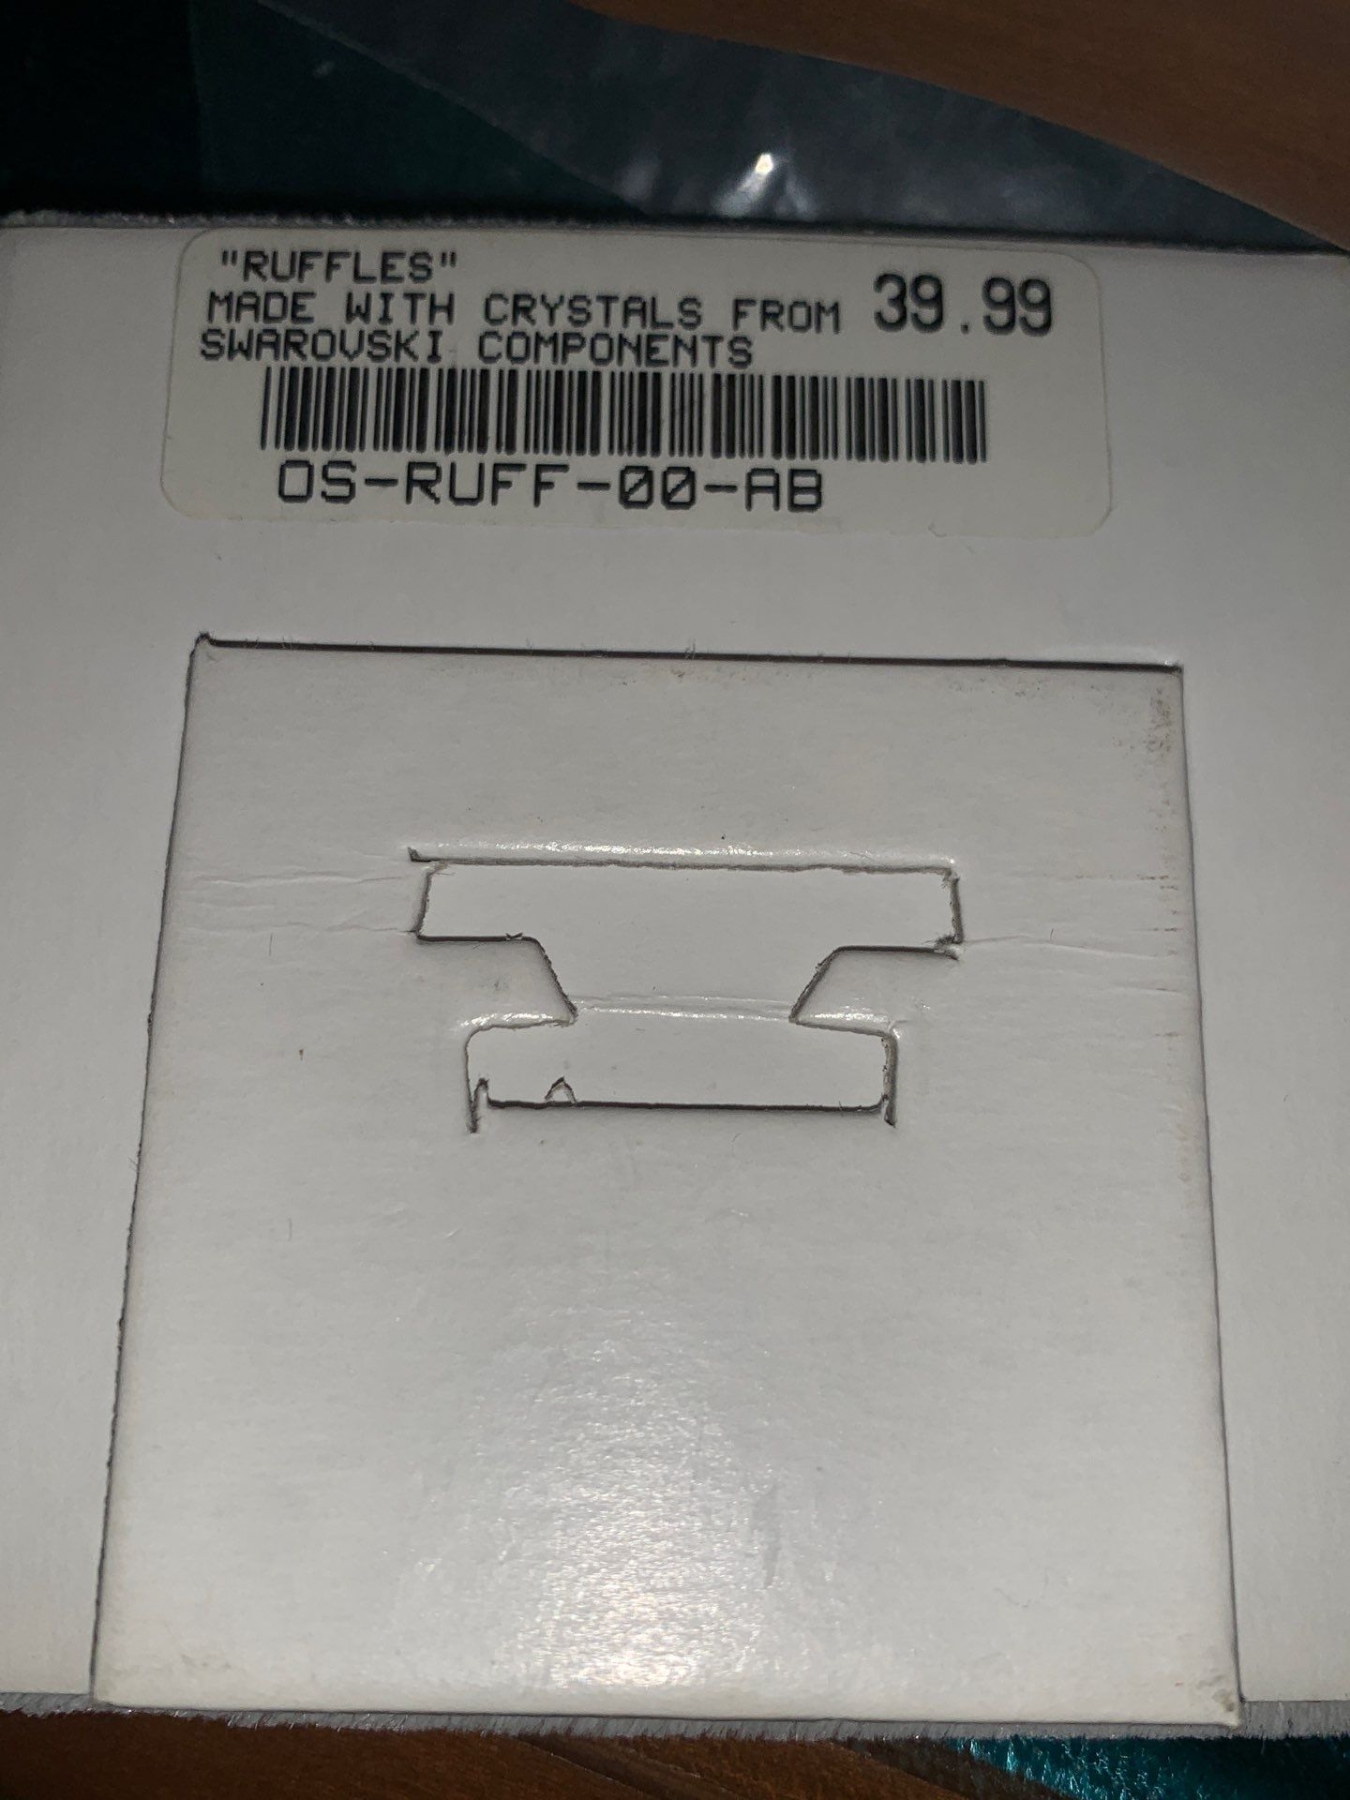 "RUFFLES"
MADE WITH CRYSTALS FROM 39.99
SWAROVSKI COMPONENTS
OS-RUFF-00-AB